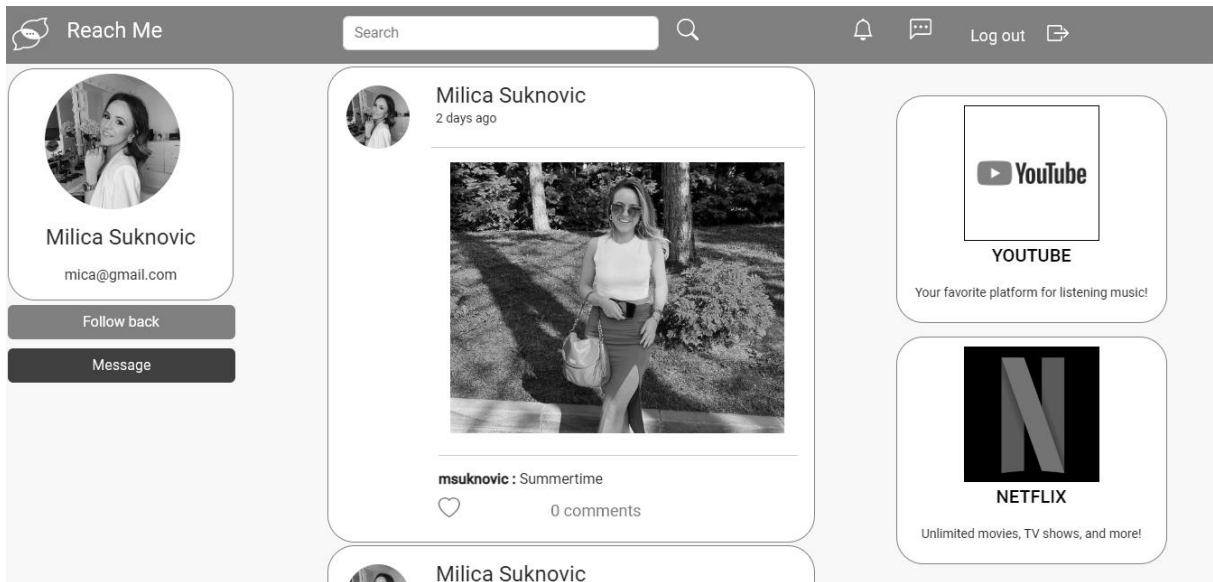 Reach Me
Search
Log out
Milica Suknovic
mica@gmail.com
Follow back
Message
Milica Suknovic
2 days ago
msuknovic : Summertime
0 comments
Milica Suknovic
YouTube
YOUTUBE
Your favorite platform for listening music!
N
NETFLIX
Unlimited movies, TV shows, and more!